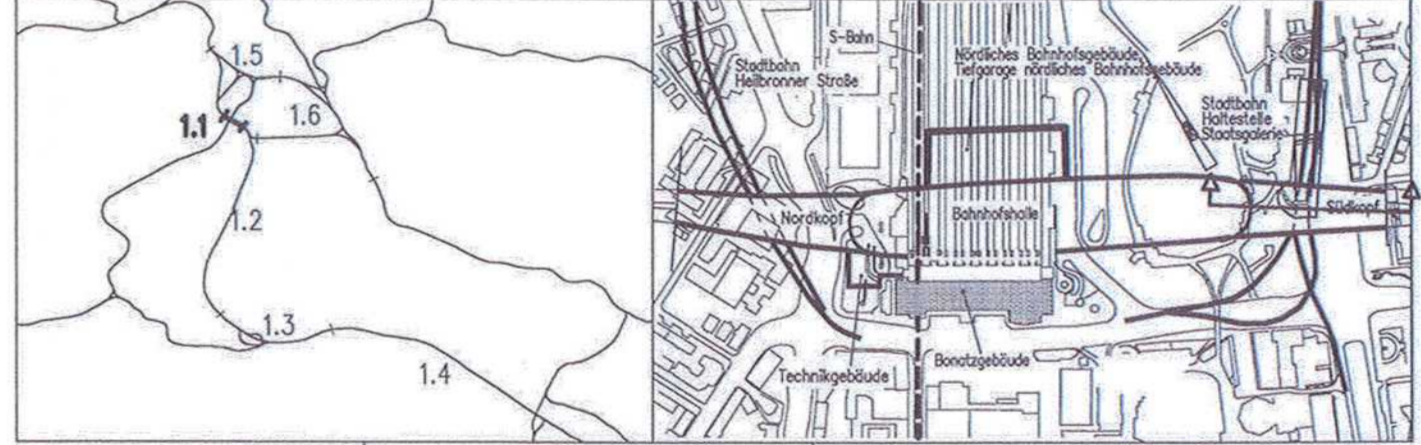 1.5
1.6
1.1
1.2
1.3
1.4
S-Bahn
Stadtbahn
Heilbronner Straße
Nördliches Bahnhofsgebäude,
Tiefgarage nördliches Bahnhofsgebäude
Stadtbahn
Haltestelle
Staatsgalerie
Nordkopf
Bahnhofshalle
Südkopf
Technikgebäude
Bonatzgebäude